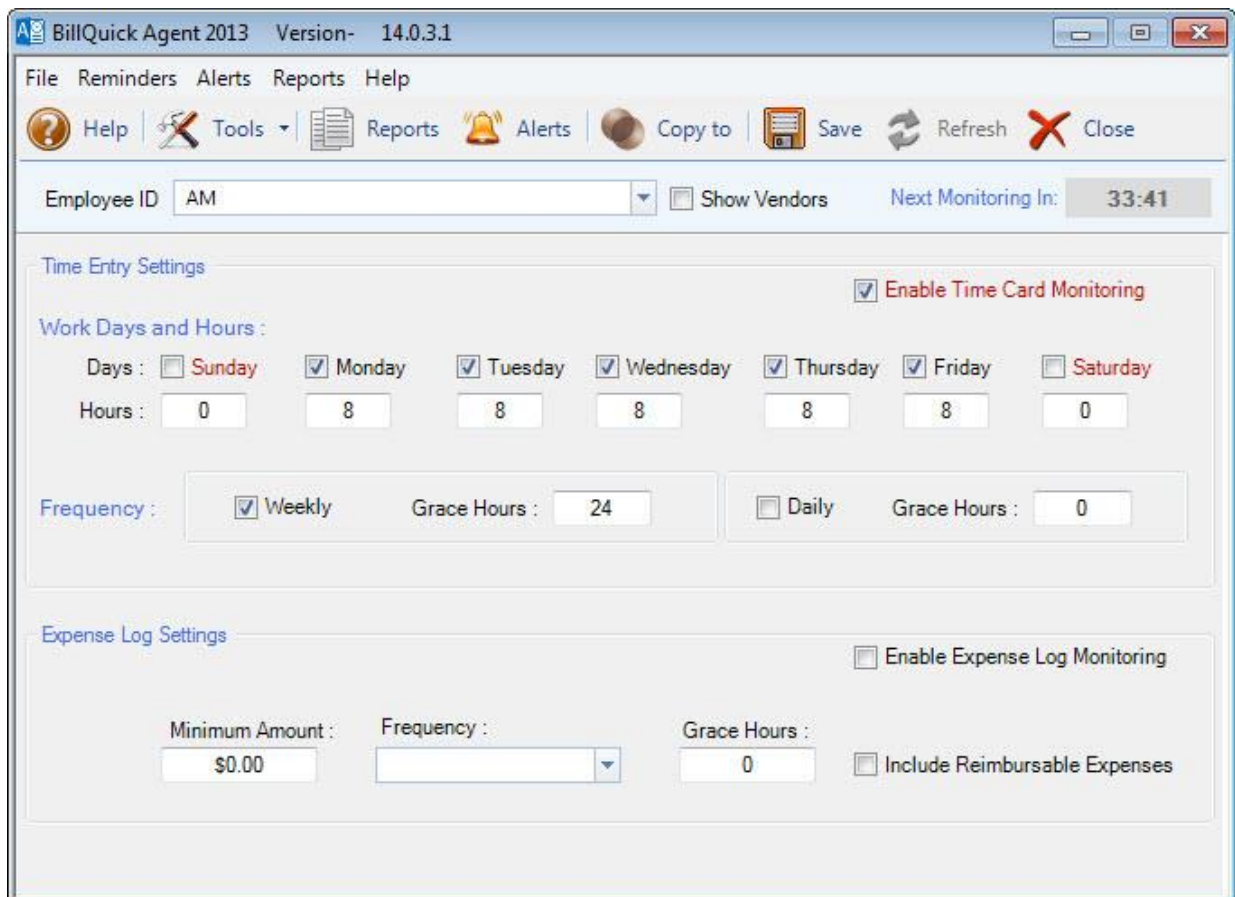 BillQuick Agent 2013 Version- 14.0.3.1
File Reminders Alerts Reports Help
Help Tools Reports Alerts Copy to Save Refresh Close
Employee ID AM Show Vendors Next Monitoring In: 33:41
Time Entry Settings
Enable Time Card Monitoring
Work Days and Hours :
Days : Sunday Monday Tuesday Wednesday Thursday Friday Saturday
Hours : 0 8 8 8 8 8 0
Frequency : Weekly Grace Hours : 24 Daily Grace Hours : 0
Expense Log Settings
Enable Expense Log Monitoring
Minimum Amount : Frequency : Grace Hours :
$0.00 0 Include Reimbursable Expenses